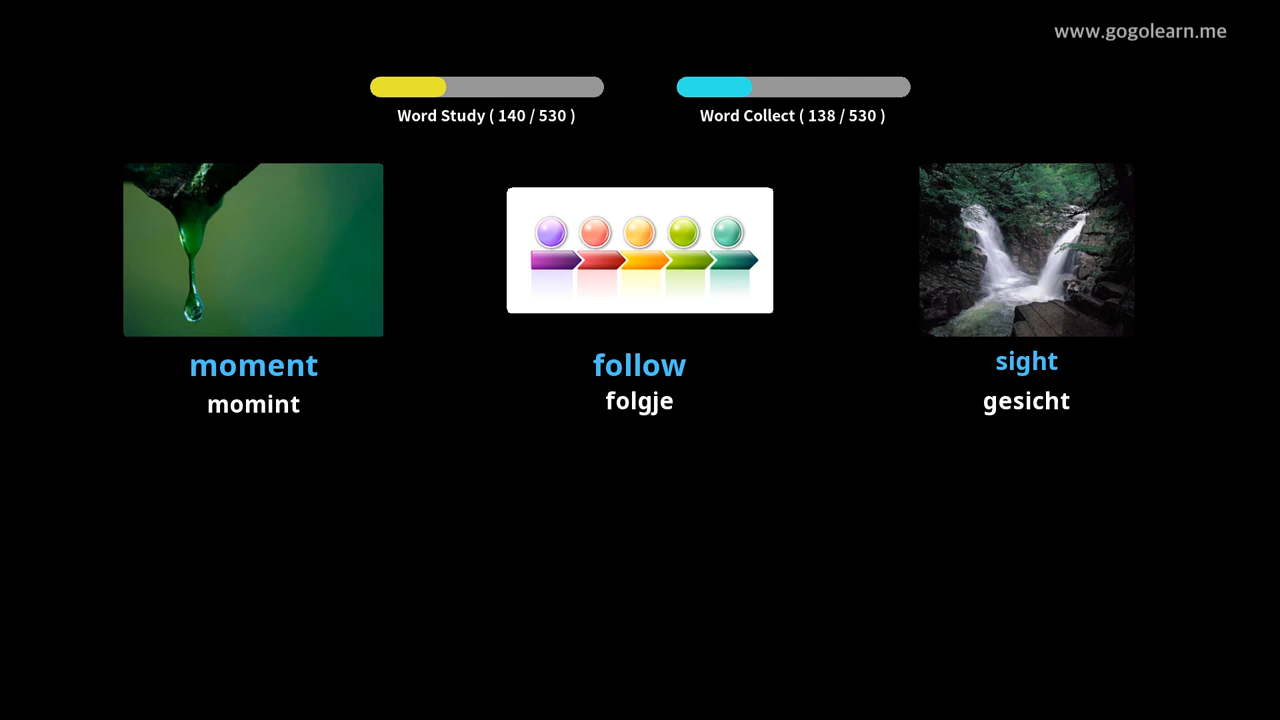 www.gogolearn.me
Word Study ( 140 / 530 )
Word Collect ( 138 / 530 )
moment
momint
follow
folgje
sight
gesicht